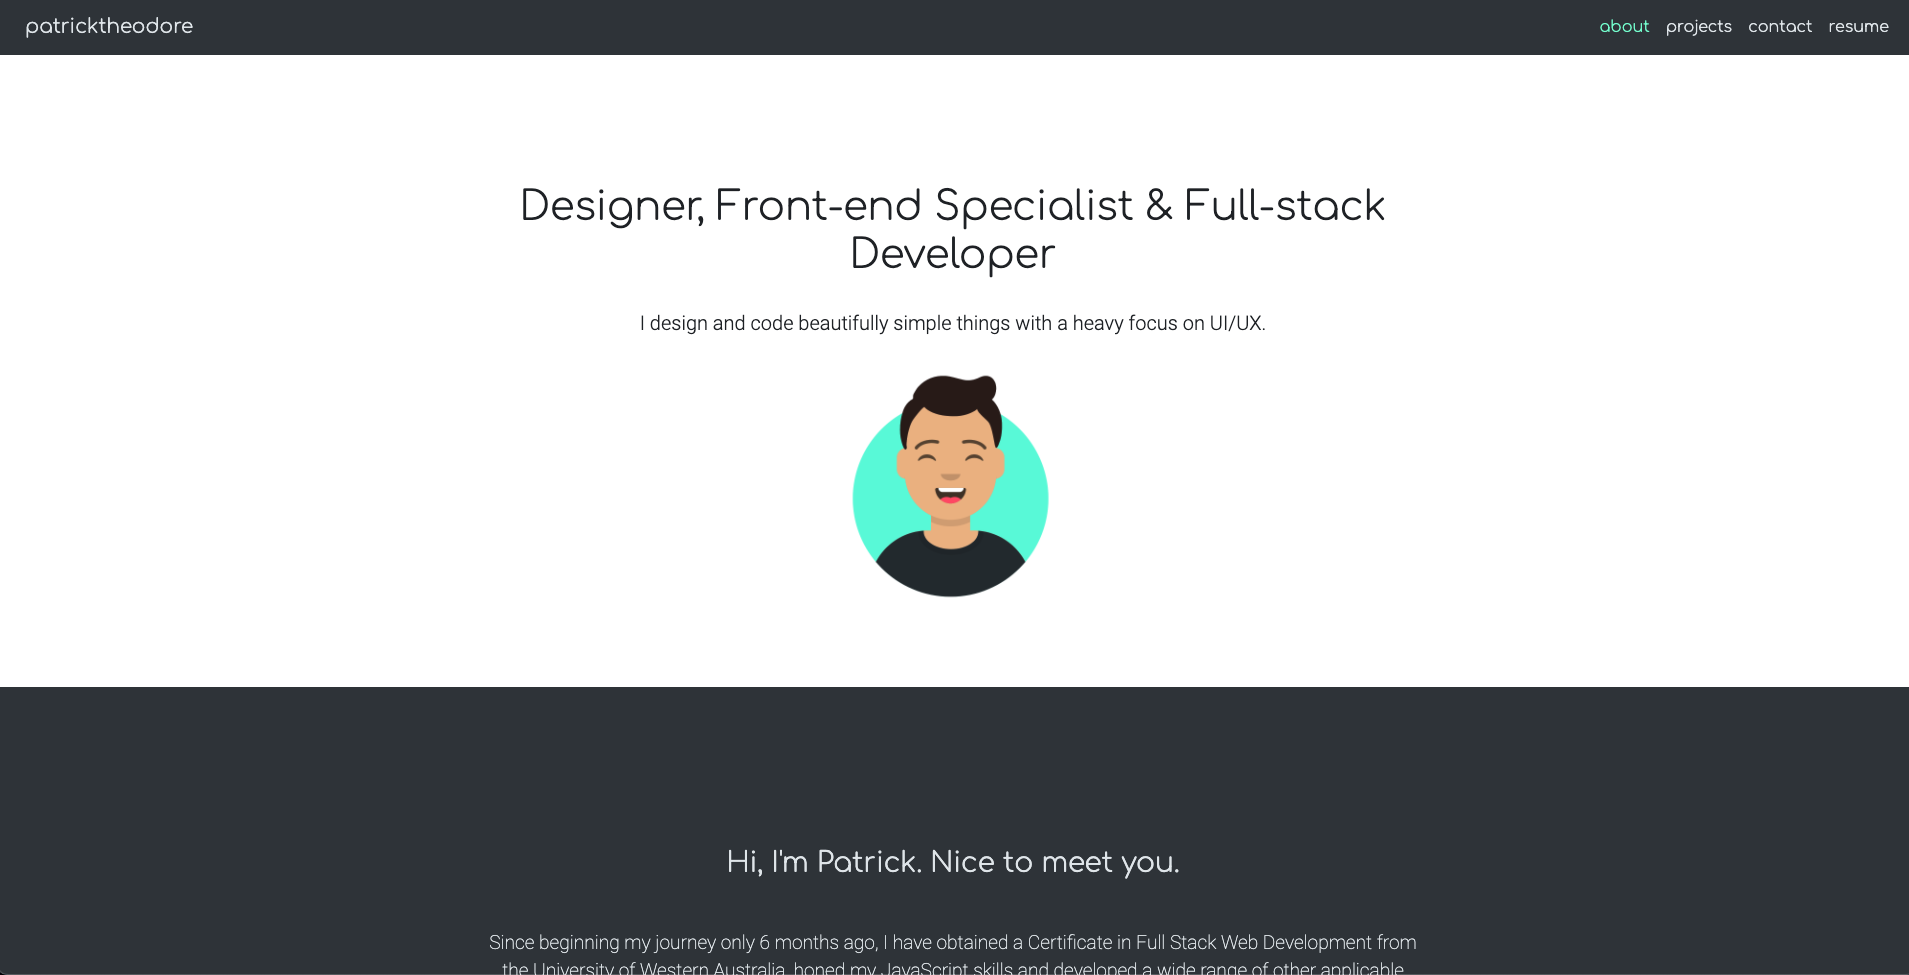 patricktheodore
about projects contact resume
Designer, Front-end Specialist & Full-stack
Developer
I design and code beautifully simple things with a heavy focus on UI/UX.
Hi, I'm Patrick. Nice to meet you.
Since beginning my journey only 6 months ago, I have obtained a Certificate in Full Stack Web Development from
the University of Western Australia, honed my JavaScript skills and developed a wide range of other applicable